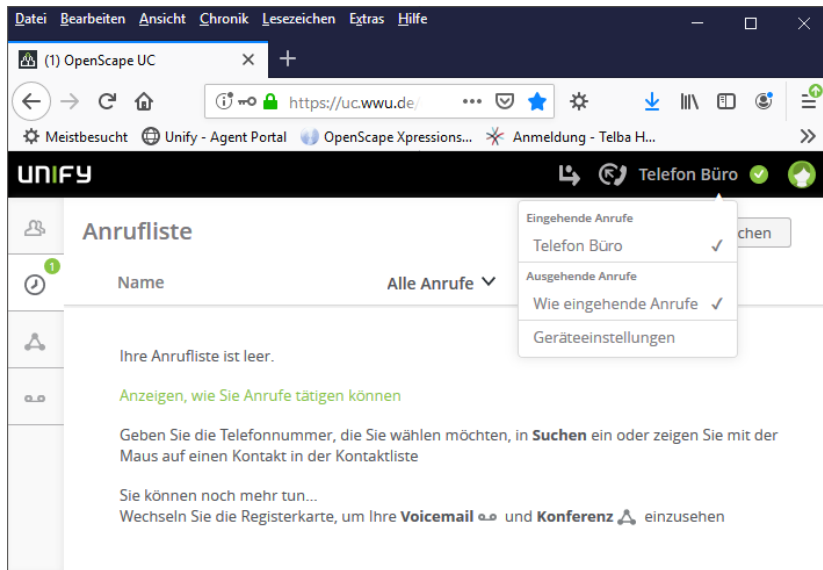 Datei Bearbeiten Ansicht Chronik Lesezeichen Extras Hilfe
(1) OpenScape UC
https://uc.wwu.de/
Meistbesucht Unify - Agent Portal OpenScape Xpressions... Anmeldung - Telba H...
UNIFY Telefon Büro
Anrufliste
chen
Eingehende Anrufe
Telefon Büro
1
Name Alle Anrufe
Ausgehende Anrufe
Wie eingehende Anrufe
Geräteeinstellungen
Ihre Anrufliste ist leer.
Anzeigen, wie Sie Anrufe tätigen können
Geben Sie die Telefonnummer, die Sie wählen möchten, in Suchen ein oder zeigen Sie mit der
Maus auf einen Kontakt in der Kontaktliste
Sie können noch mehr tun...
Wechseln Sie die Registerkarte, um Ihre Voicemail und Konferenz einzusehen